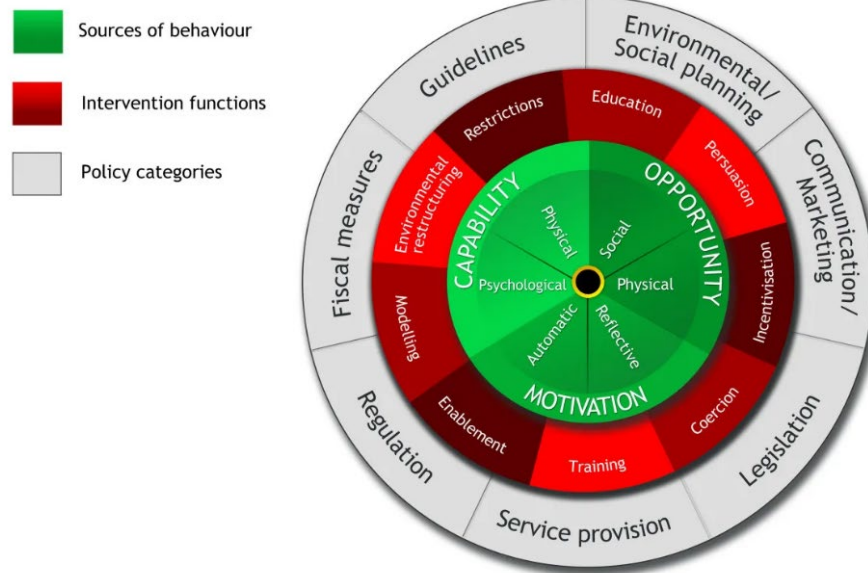 Sources of behaviour
Intervention functions
Policy categories
Guidelines
Environmental/
Social planning
Communication/
Marketing
Legislation
Service provision
Regulation
Fiscal measures
Restrictions
Education
Persuasion
Incentivisation
Coercion
Training
Enablement
Modelling
Environmental
restructuring
CAPABILITY
OPPORTUNITY
MOTIVATION
Physical
Social
Physical
Reflective
Automatic
Psychological